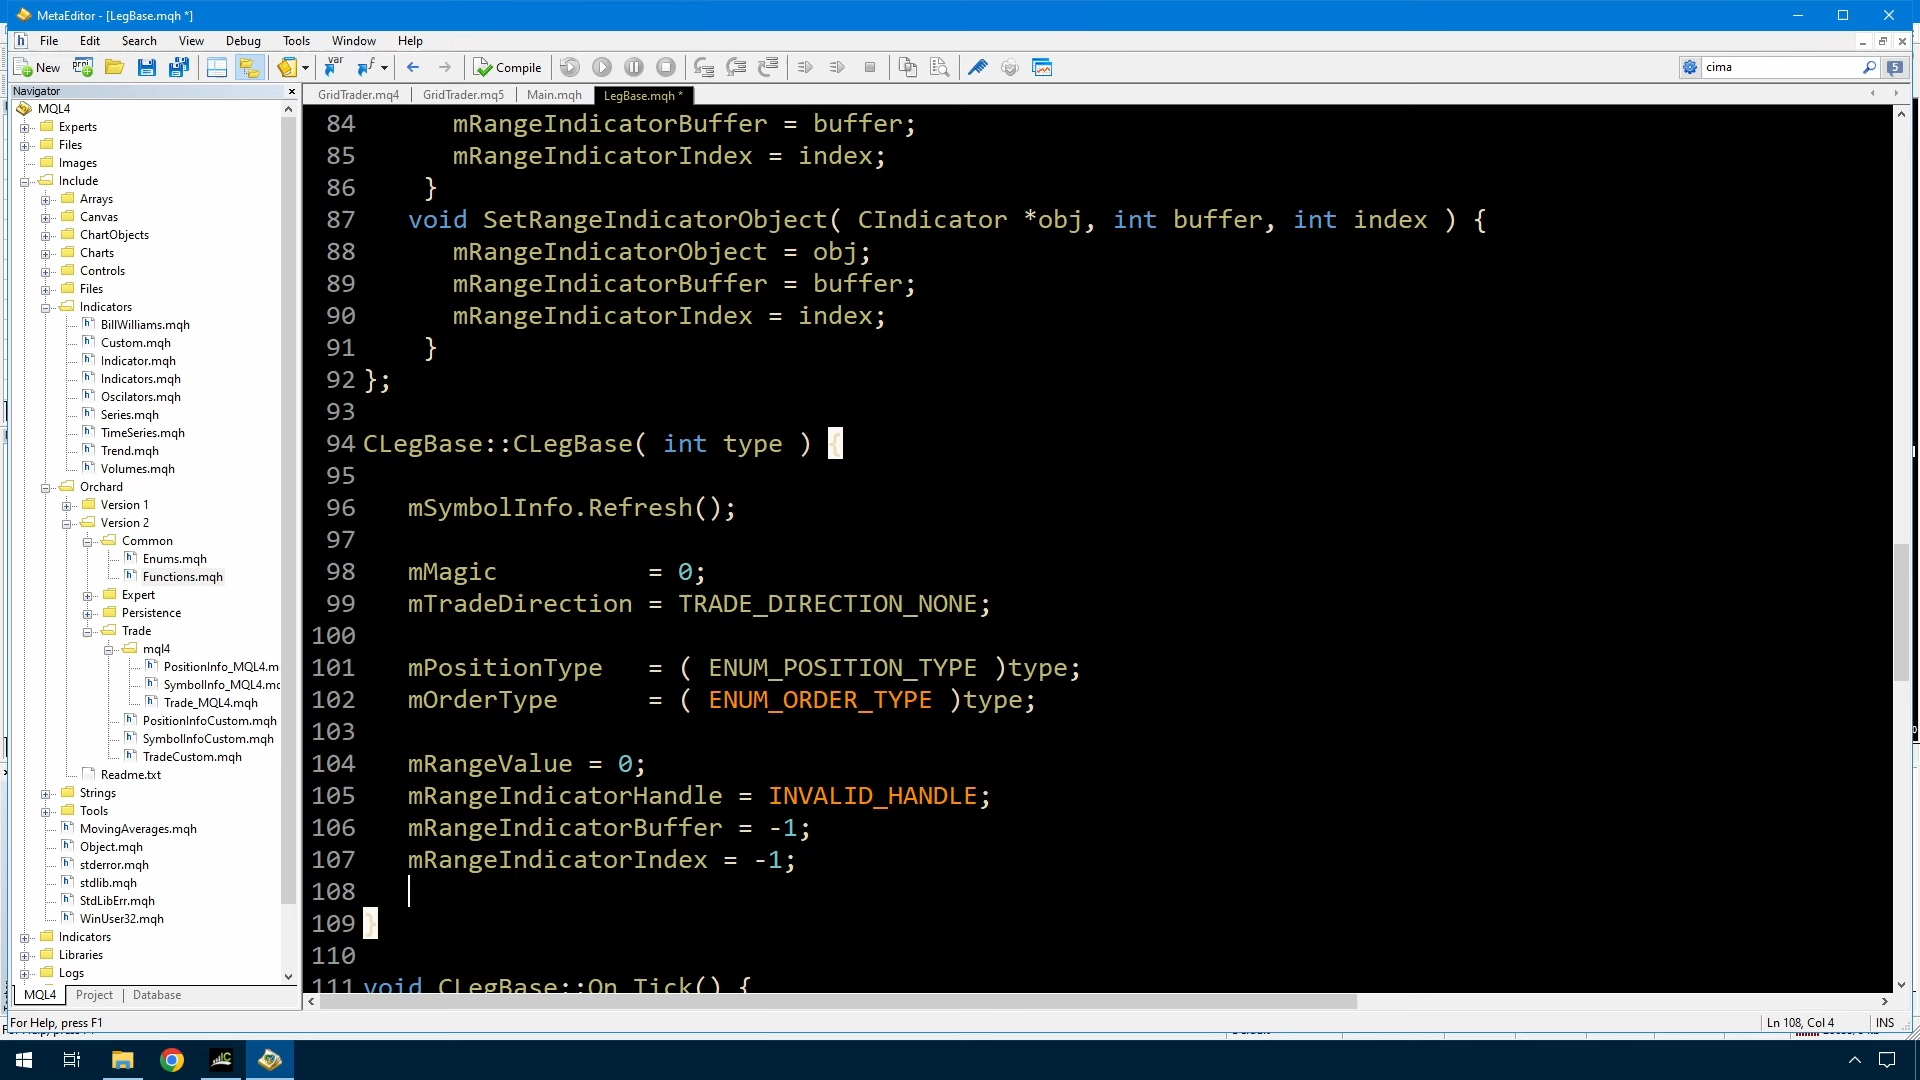 MetaEditor - [LegBase.mqh *]
File Edit Search View Debug Tools Window Help
New Compile cima 5
Navigator
GridTrader.mq4 GridTrader.mq5 Main.mqh LegBase.mqh *
MQL4
Experts
Files
Images
Include
Arrays
Canvas
ChartObjects
Charts
Controls
Files
Indicators
BillWilliams.mqh
Custom.mqh
Indicator.mqh
Indicators.mqh
Oscilators.mqh
Series.mqh
TimeSeries.mqh
Trend.mqh
Volumes.mqh
Orchard
Version 1
Version 2
Common
Enums.mqh
Functions.mqh
Expert
Persistence
Trade
mql4
PositionInfo_MQL4.m
SymbolInfo_MQL4.m
Trade_MQL4.mqh
PositionInfoCustom.mqh
SymbolInfoCustom.mqh
TradeCustom.mqh
Readme.txt
Strings
Tools
MovingAverages.mqh
Object.mqh
stderror.mqh
stdlib.mqh
StdLibErr.mqh
WinUser32.mqh
Indicators
Libraries
Logs
MQL4 Project Database
84 mRangeIndicatorBuffer = buffer;
85 mRangeIndicatorIndex = index;
86 }
87 void SetRangeIndicatorObject( CIndicator *obj, int buffer, int index ) {
88 mRangeIndicatorObject = obj;
89 mRangeIndicatorBuffer = buffer;
90 mRangeIndicatorIndex = index;
91 }
92 };
93
94 CLegBase::CLegBase( int type ) {
95
96 mSymbolInfo.Refresh();
97
98 mMagic = 0;
99 mTradeDirection = TRADE_DIRECTION_NONE;
100
101 mPositionType = ( ENUM_POSITION_TYPE )type;
102 mOrderType = ( ENUM_ORDER_TYPE )type;
103
104 mRangeValue = 0;
105 mRangeIndicatorHandle = INVALID_HANDLE;
106 mRangeIndicatorBuffer = -1;
107 mRangeIndicatorIndex = -1;
108
109 }
110
111 void CLegBase::On_Tick() {
For Help, press F1 Ln 108, Col 4 INS